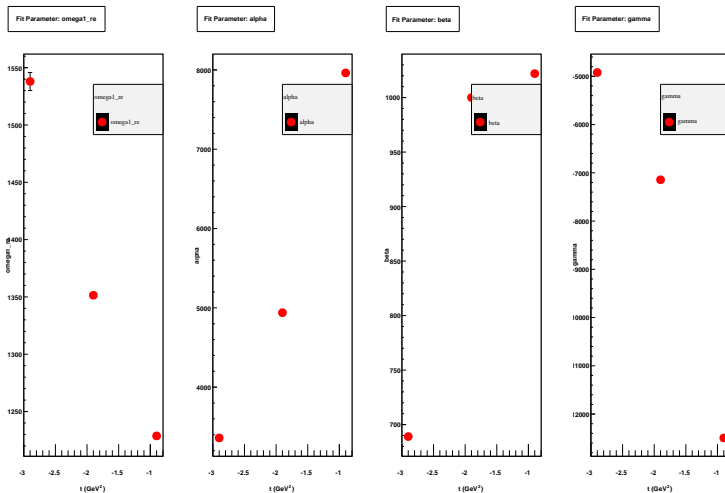 Fit Parameter: omega1_re
1550
1500
1450
1400
1350
1300
1250
omega1_re
omega1_re
omega1_re
-3
-2.5
-2
-1.5
-1
t (GeV²)
Fit Parameter: alpha
8000
7000
6000
5000
4000
alpha
alpha
alpha
-3
-2.5
-2
-1.5
-1
t (GeV²)
Fit Parameter: beta
1000
950
900
850
800
750
700
beta
beta
beta
-3
-2.5
-2
-1.5
-1
t (GeV²)
Fit Parameter: gamma
-5000
-6000
-7000
-8000
-9000
-10000
-11000
-12000
gamma
gamma
gamma
-3
-2.5
-2
-1.5
-1
t (GeV²)